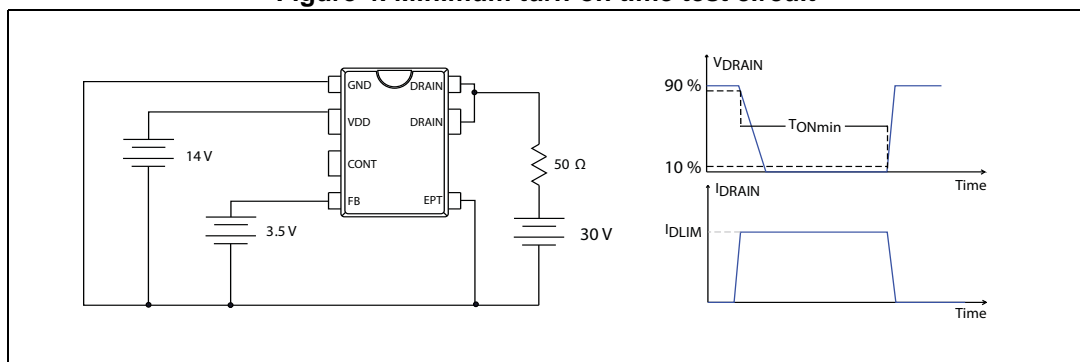 Figure 4. Minimum turn-on time test circuit
GND
DRAIN
VDD
DRAIN
CONT
FB
EPT
14 V
3.5 V
50 Ω
30 V
VDRAIN
90 %
TONmin
10 %
Time
IDRAIN
IDLIM
Time